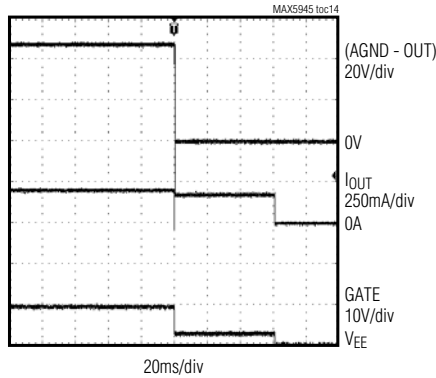 MAX5945 toc14
T
(AGND - OUT)
20V/div
0V
IOUT
250mA/div
0A
GATE
10V/div
VEE
20ms/div